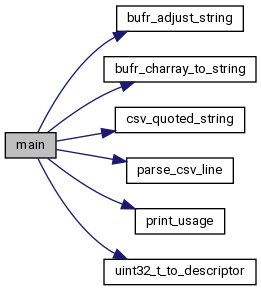 bufr_adjust_string
bufr_charray_to_string
csv_quoted_string
main
parse_csv_line
print_usage
uint32_t_to_descriptor